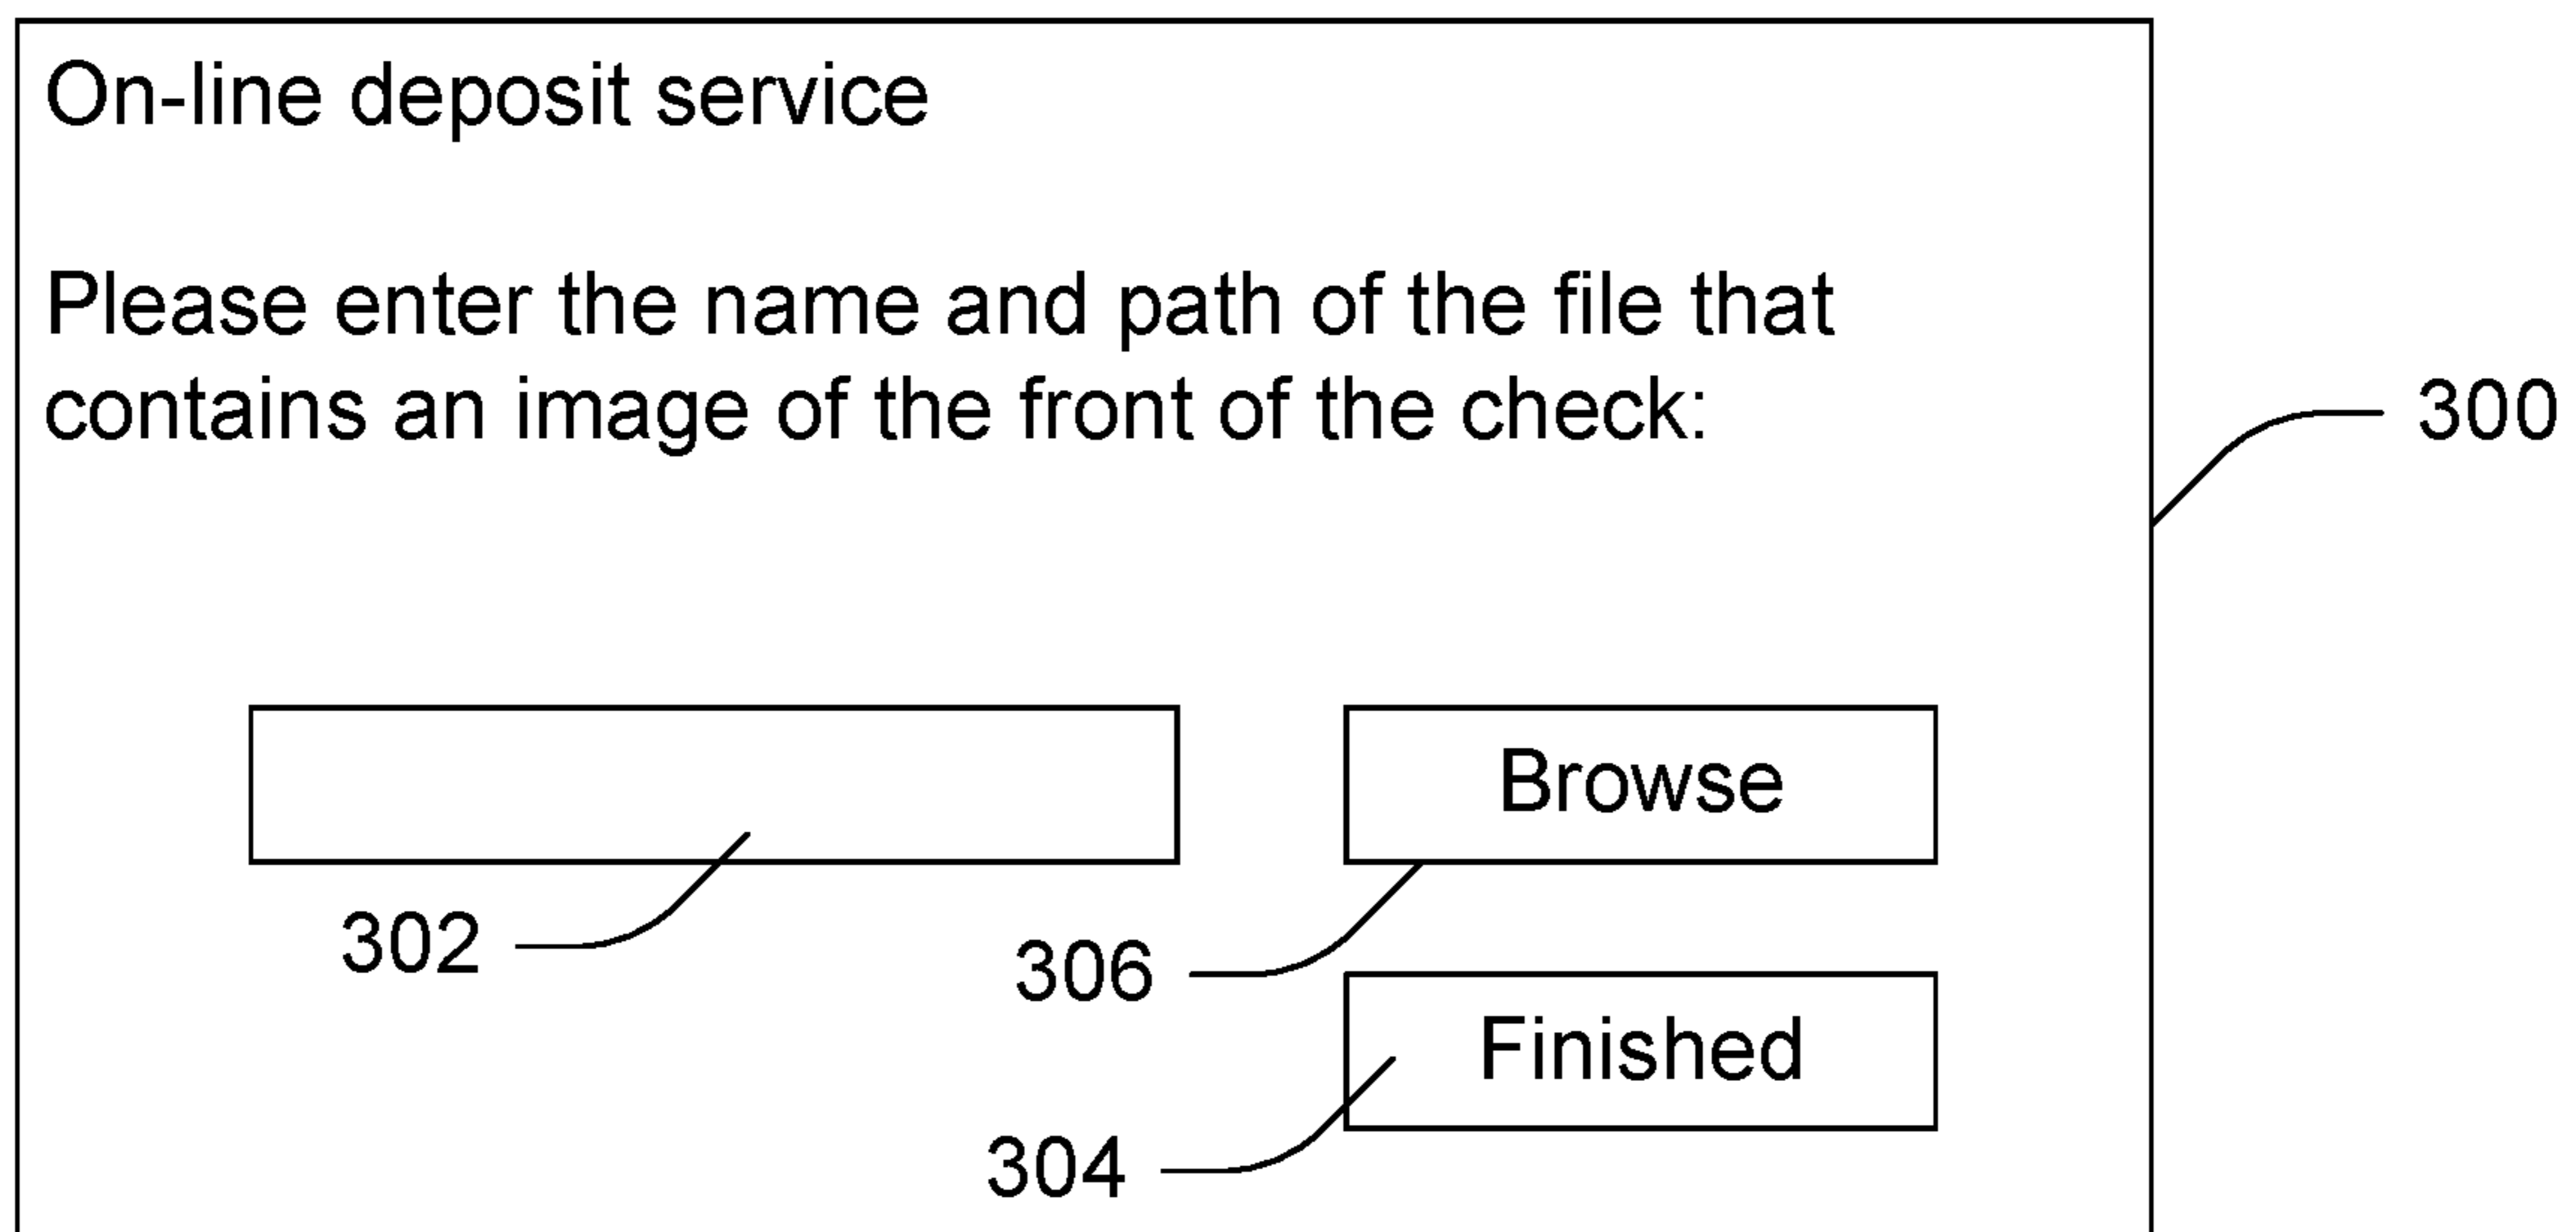 On-line deposit service
Please enter the name and path of the file that
contains an image of the front of the check:
300
Browse
302
306
Finished
304